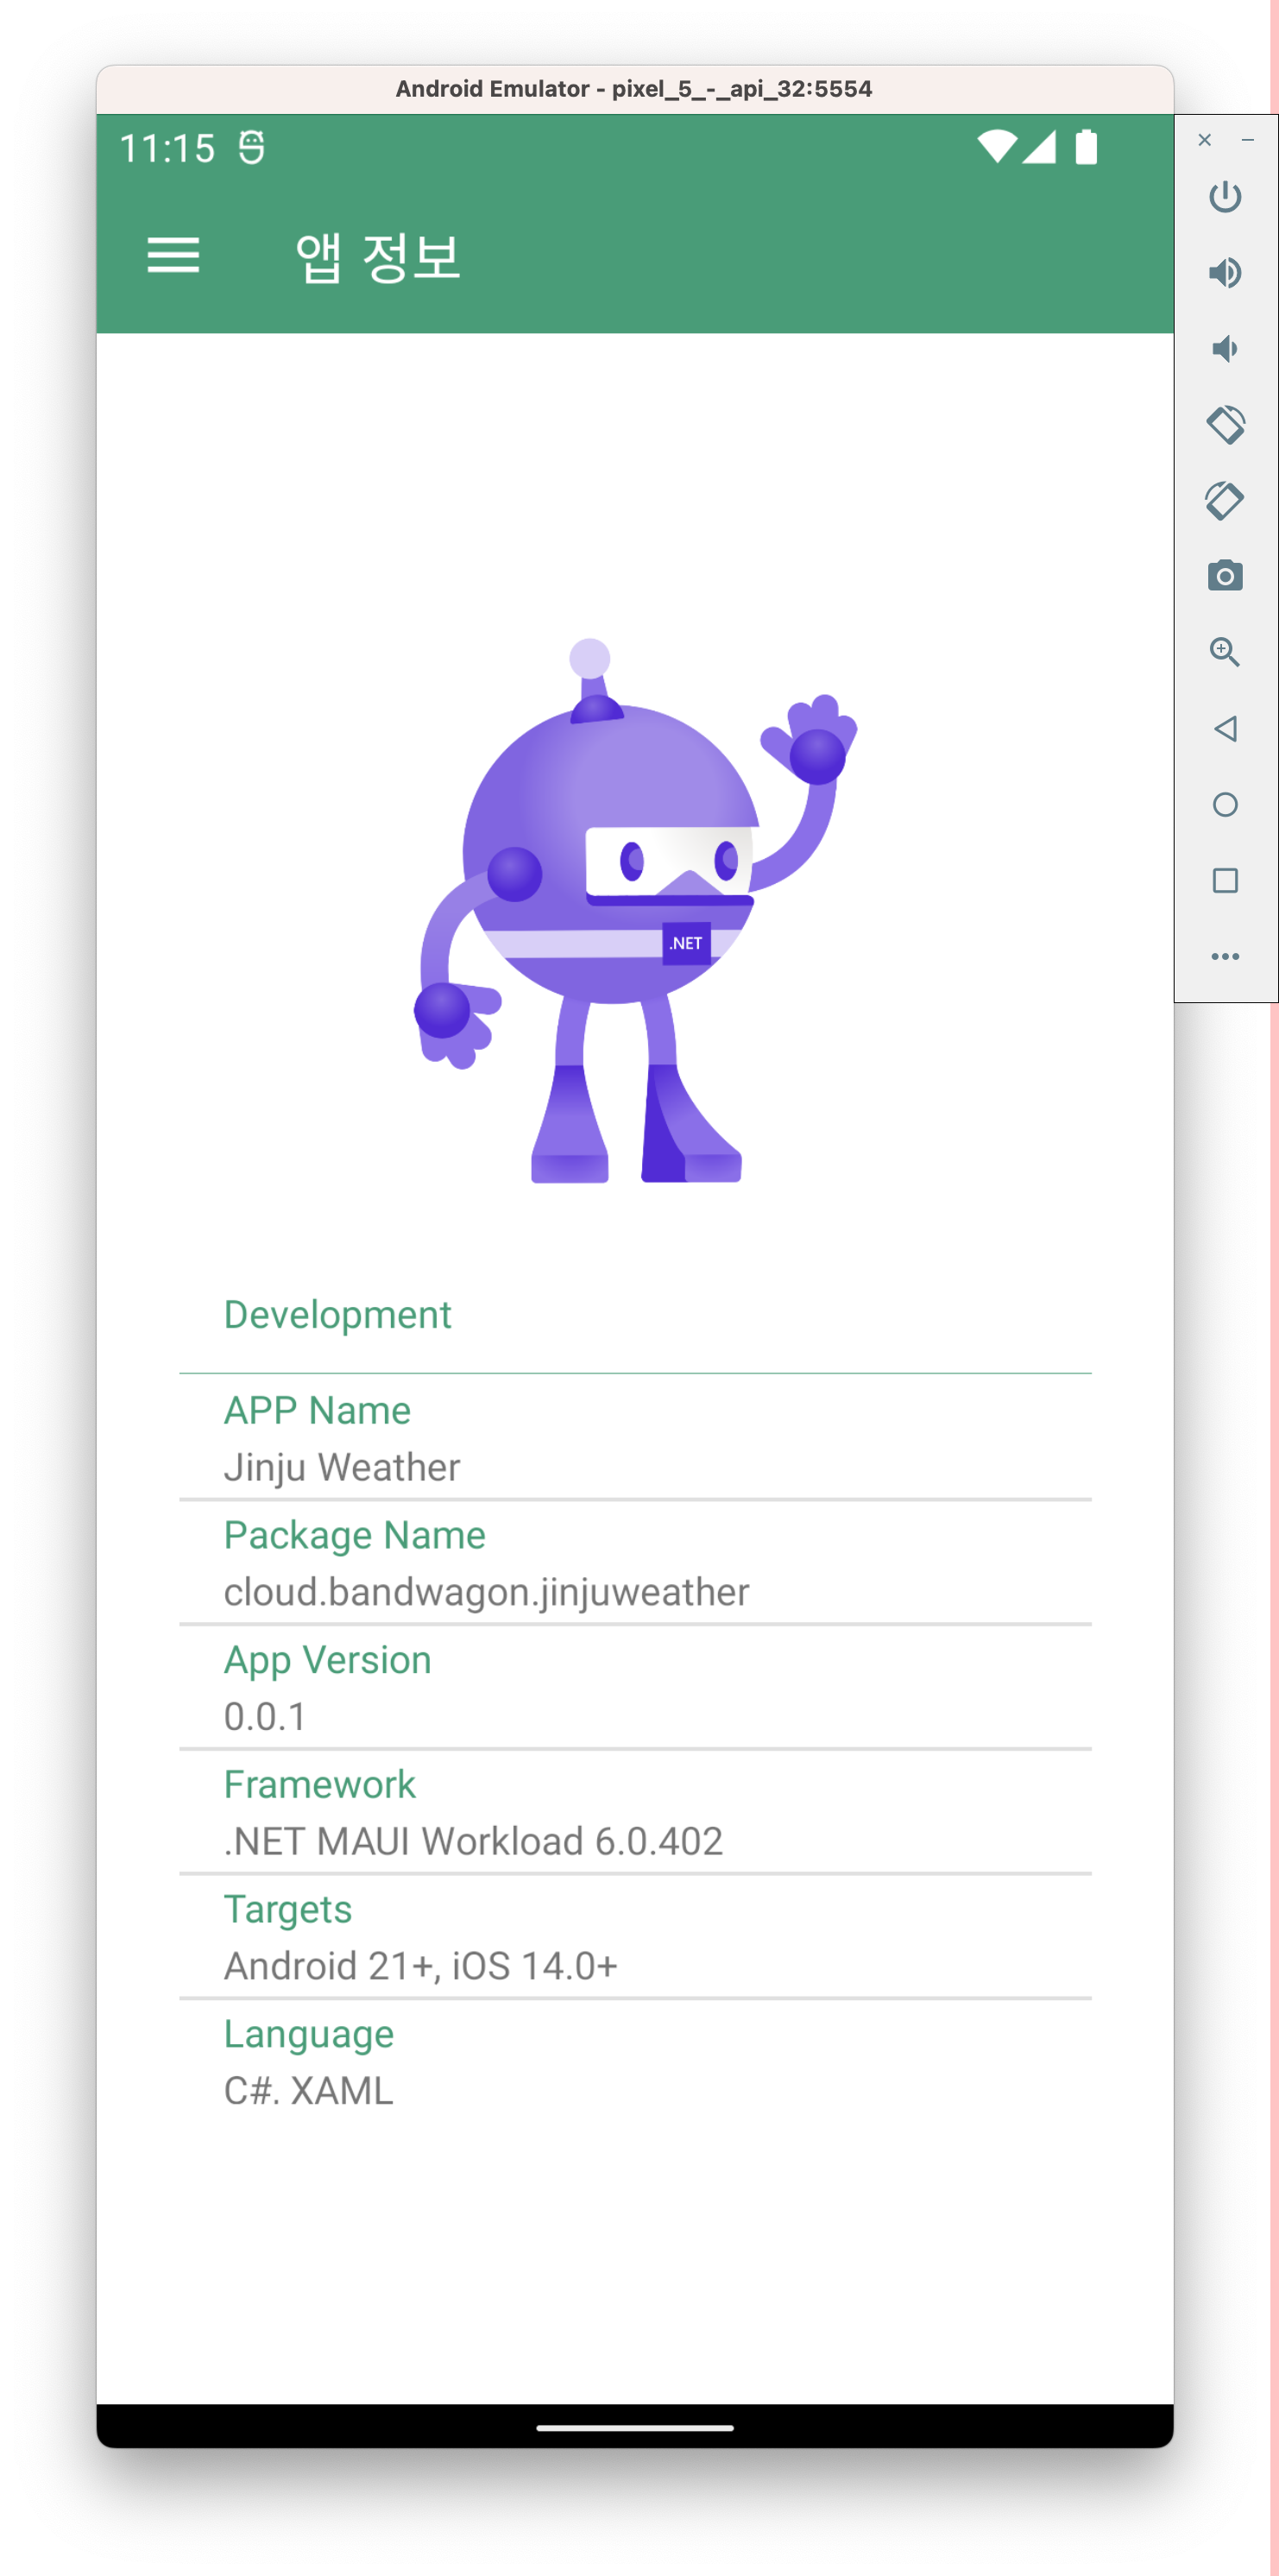 Android Emulator - pixel_5_-_api_32:5554
11:15
앱 정보
.NET
Development
APP Name
Jinju Weather
Package Name
cloud.bandwagon.jinjuweather
App Version
0.0.1
Framework
.NET MAUI Workload 6.0.402
Targets
Android 21+, iOS 14.0+
Language
C#. XAML